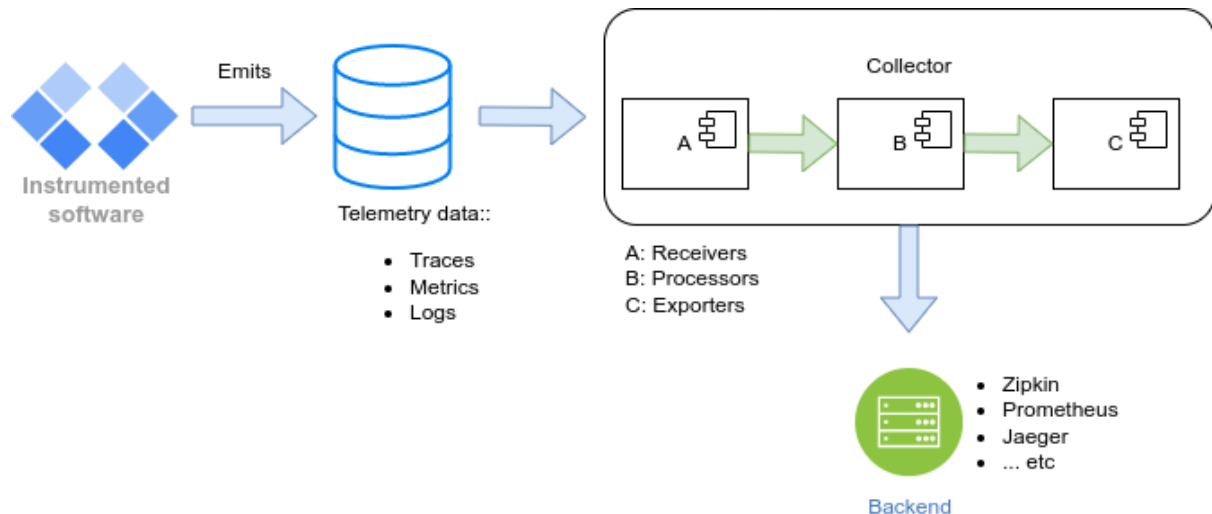 Emits
Instrumented
software
Telemetry data::
Traces
Metrics
Logs
Collector
A
B
C
A: Receivers
B: Processors
C: Exporters
Zipkin
Prometheus
Jaeger
... etc
Backend